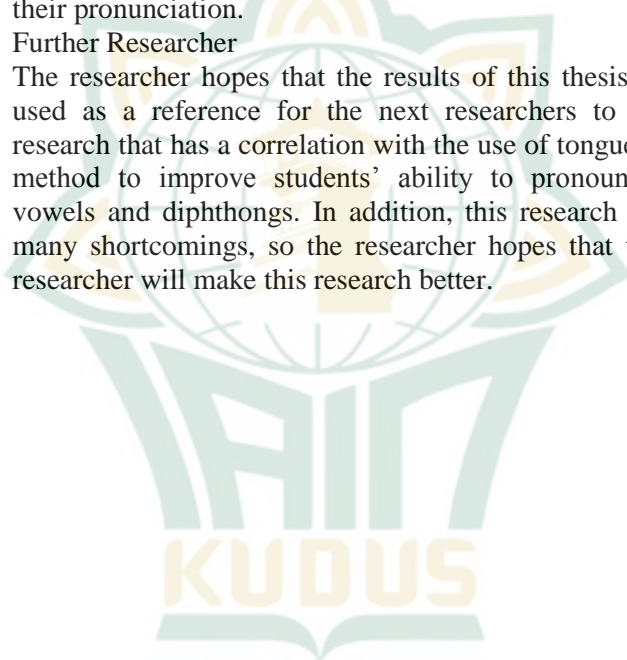 their pronunciation.
Further Researcher
The researcher hopes that the results of this thesis
used as a reference for the next researchers to
research that has a correlation with the use of tongue
method to improve students' ability to pronoun
vowels and diphthongs. In addition, this research
many shortcomings, so the researcher hopes that
researcher will make this research better.
IAIN
KUDUS